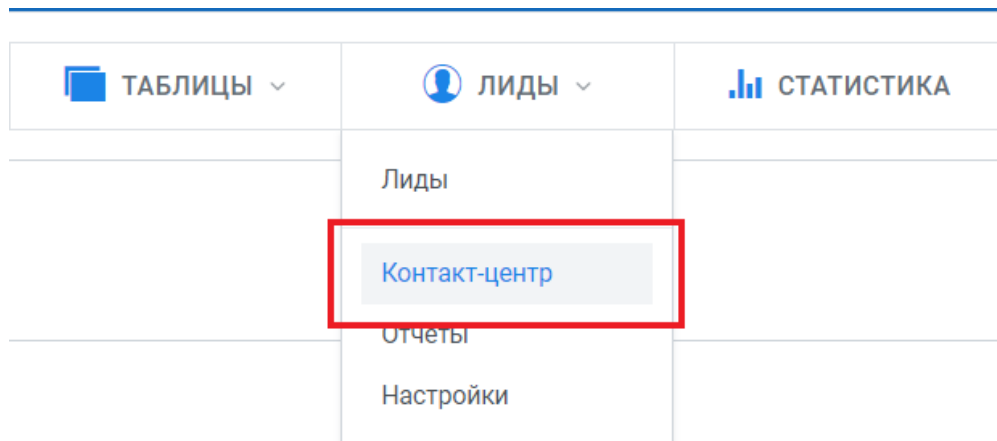 ТАБЛИЦЫ ЛИДЫ СТАТИСТИКА
Лиды
Контакт-центр
Отчеты
Настройки